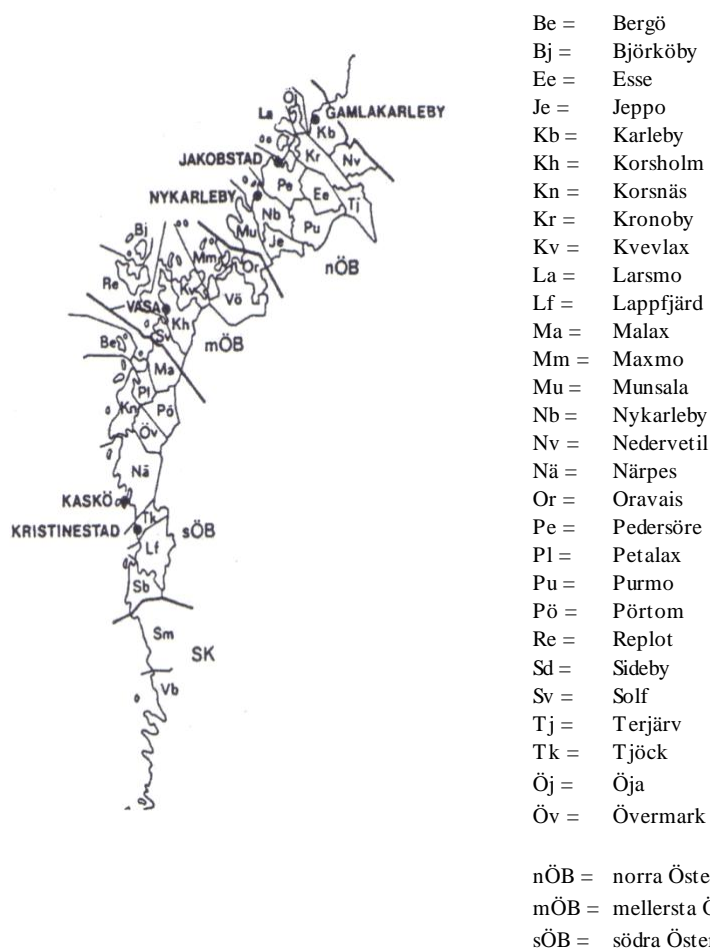 Öj
La
GAMLAKARLEBY
Kb
JAKOBSTAD
Kr
Nv
Pe
Ee
NYKARLEBY
Tj
Nb
Pu
Mu
Je
nÖB
Bj
Mm
Or
Re
Kv
Vö
VASA
Kh
Sv
mÖB
Be
Ma
Pl
Kn
Pö
Öv
Nä
KASKÖ
Tk
KRISTINESTAD
sÖB
Lf
Sb
Sm
SK
Vb
Be = Bergö
Bj = Björköby
Ee = Esse
Je = Jeppo
Kb = Karleby
Kh = Korsholm
Kn = Korsnäs
Kr = Kronoby
Kv = Kvevlax
La = Larsmo
Lf = Lappfjärd
Ma = Malax
Mm = Maxmo
Mu = Munsala
Nb = Nykarleby
Nv = Nedervetil
Nä = Närpes
Or = Oravais
Pe = Pedersöre
Pl = Petalax
Pu = Purmo
Pö = Pörtom
Re = Replot
Sd = Sideby
Sv = Solf
Tj = Terjärv
Tk = Tjöck
Öj = Öja
Öv = Övermark
nÖB = norra
mÖB = mellersta
sÖB = södra